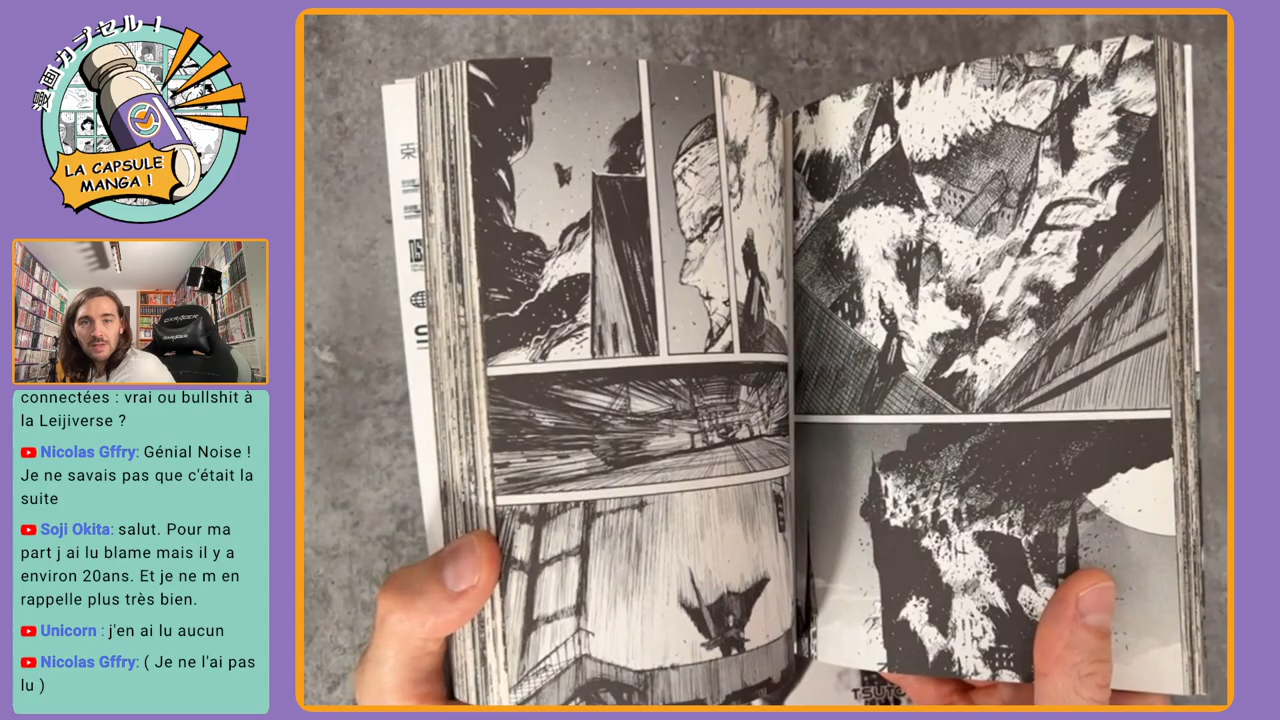 漫画カプセル!
LA CAPSULE
MANGA !
DXRACER
connectées : vrai ou bullshit à
la Leijiverse ?
Nicolas Gffry: Génial Noise !
Je ne savais pas que c'était la
suite
Soji Okita: salut. Pour ma
part j ai lu blame mais il y a
environ 20ans. Et je ne m en
rappelle plus très bien.
Unicorn : j'en ai lu aucun
Nicolas Gffry: ( Je ne l'ai pas
lu )